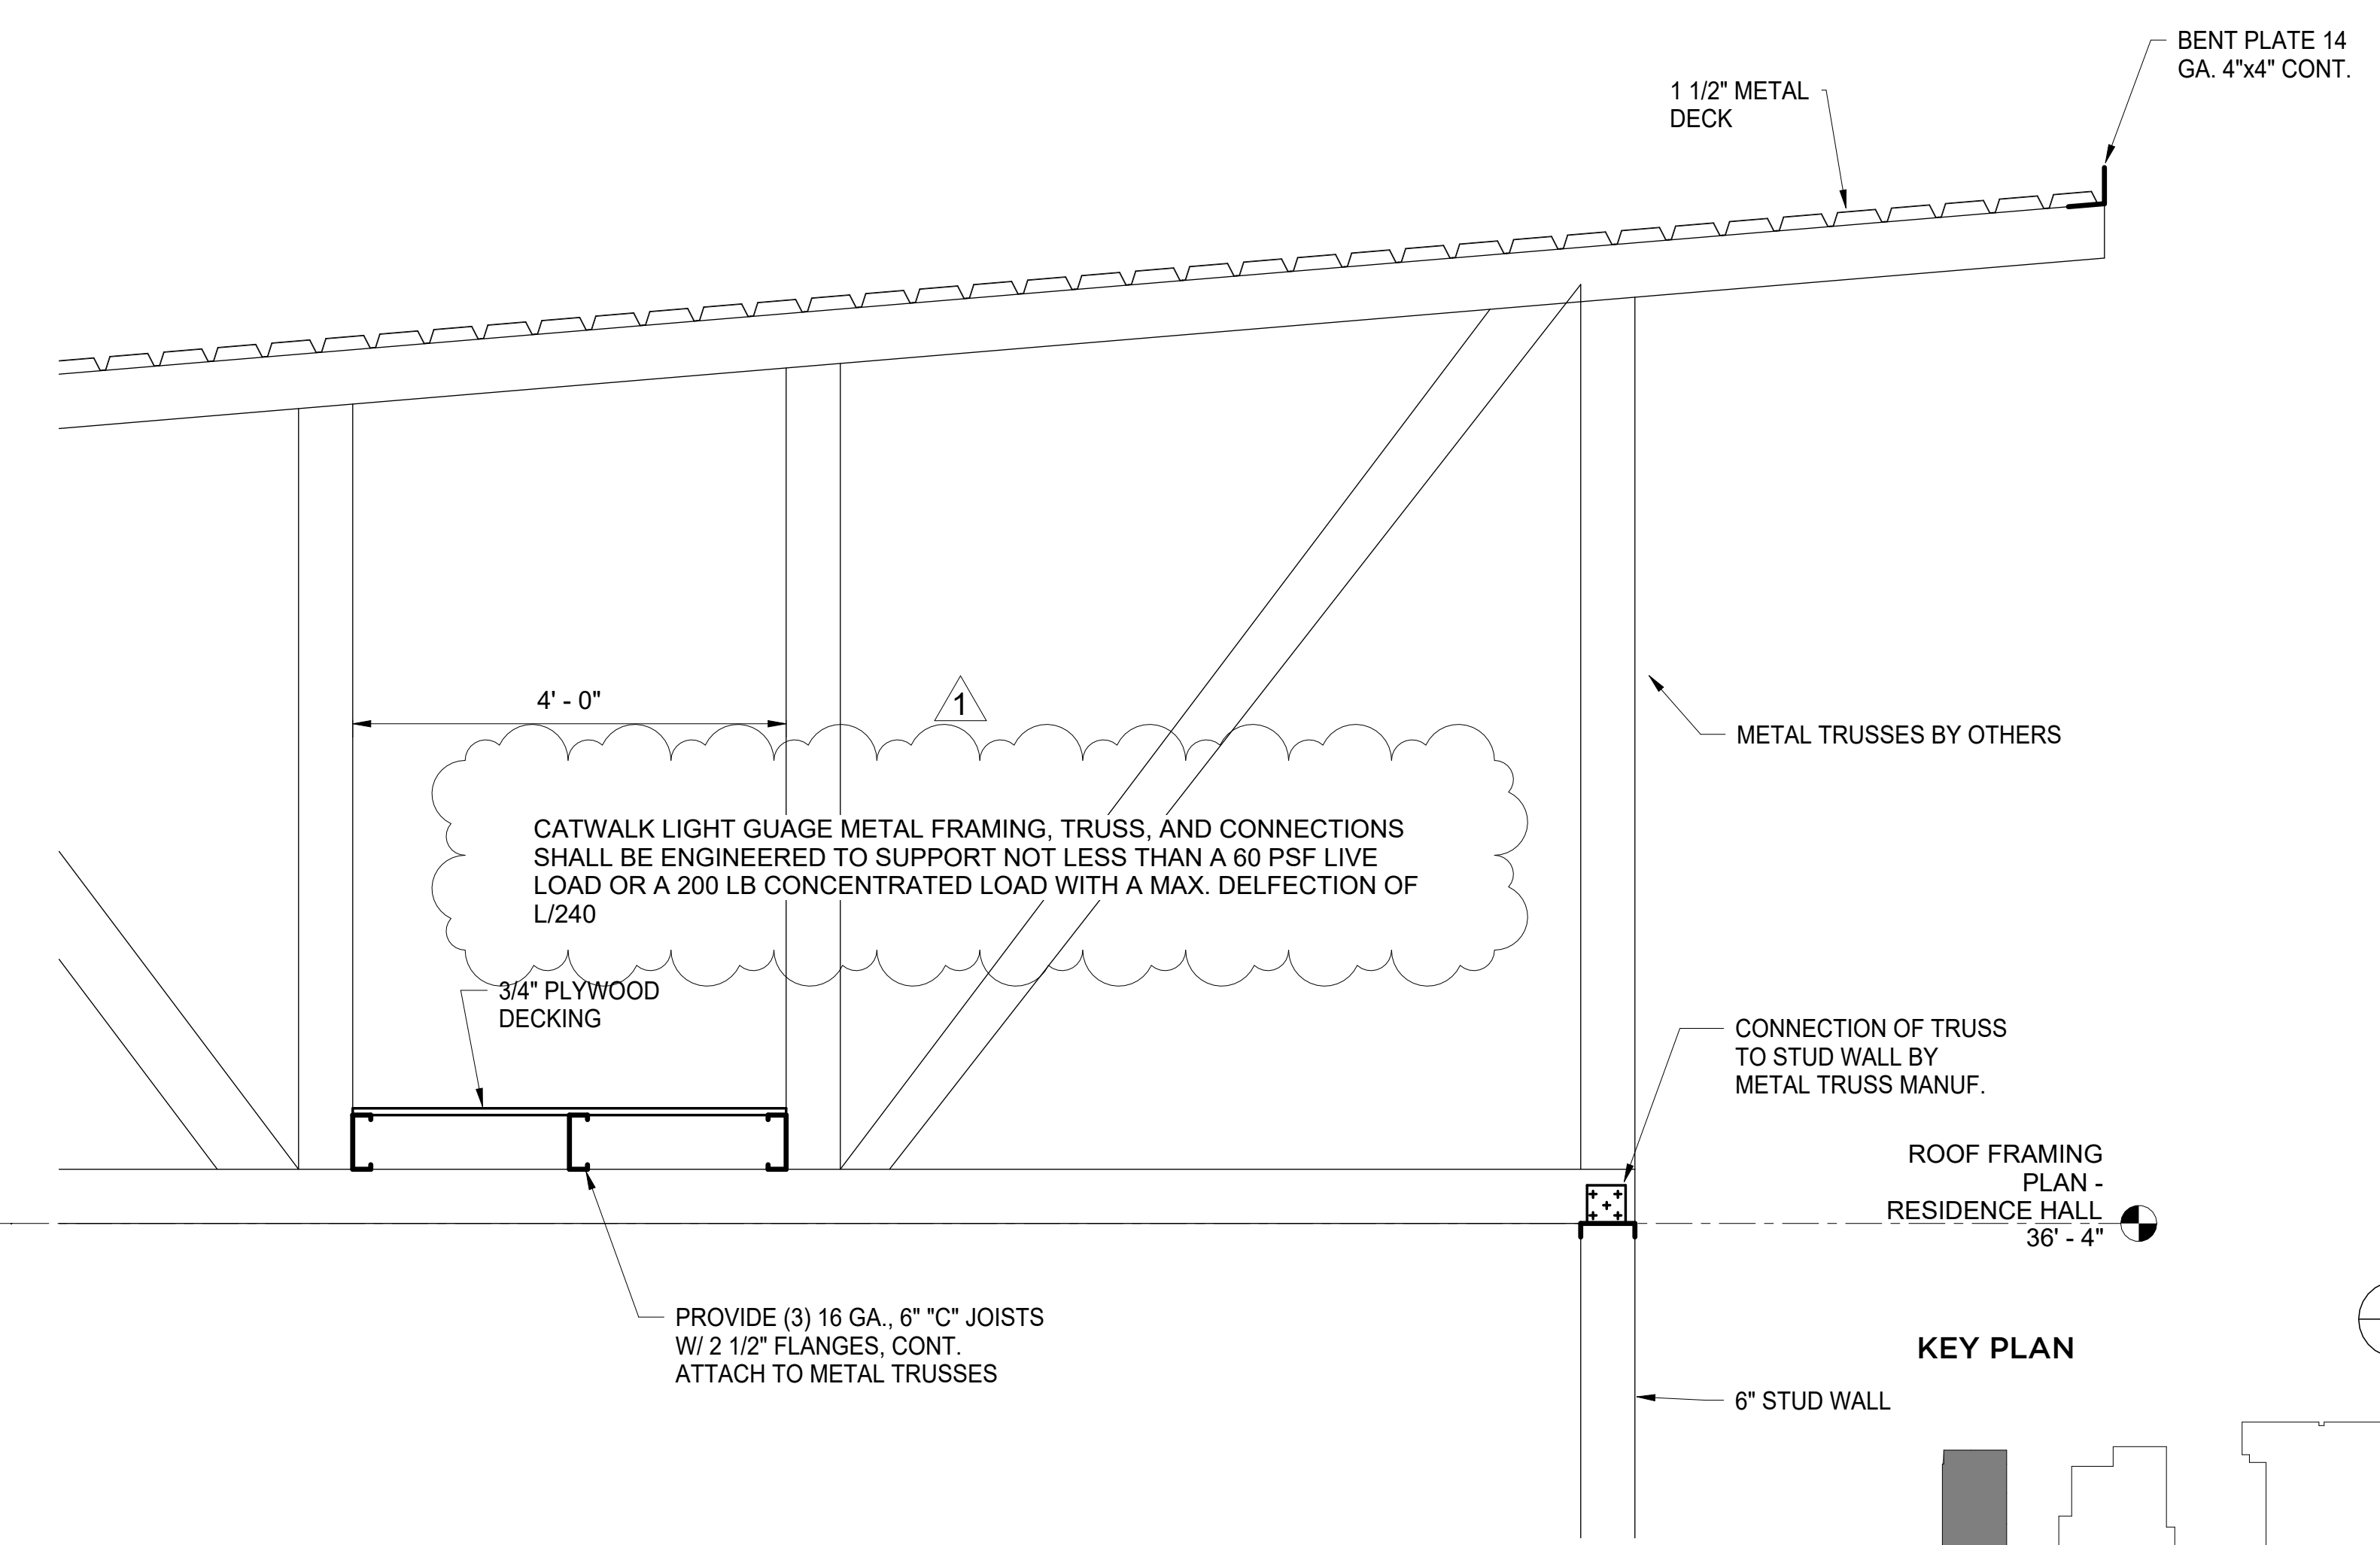 BENT PLATE 14
GA. 4"x4" CONT.
1 1/2" METAL
DECK
4' - 0"
1
METAL TRUSSES BY OTHERS
CATWALK LIGHT GUAGE METAL FRAMING, TRUSS, AND CONNECTIONS
SHALL BE ENGINEERED TO SUPPORT NOT LESS THAN A 60 PSF LIVE
LOAD OR A 200 LB CONCENTRATED LOAD WITH A MAX. DELFECTION OF
L/240
3/4" PLYWOOD
DECKING
CONNECTION OF TRUSS
TO STUD WALL BY
METAL TRUSS MANUF.
ROOF FRAMING
PLAN -
RESIDENCE HALL
36' - 4"
PROVIDE (3) 16 GA., 6" "C" JOISTS
W/ 2 1/2" FLANGES, CONT.
ATTACH TO METAL TRUSSES
KEY PLAN
6" STUD WALL